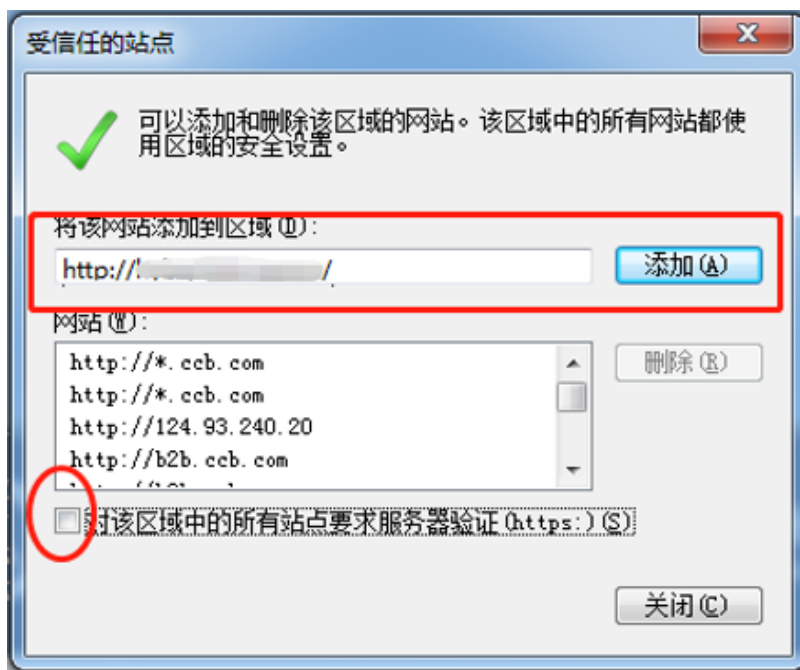 受信任的站点
可以添加和删除该区域的网站。该区域中的所有网站都使
用区域的安全设置。
将该网站添加到区域(D):
http:// /
添加(A)
网站(W):
http://*.ccb.com
http://*.ccb.com
http://124.93.240.20
http://b2b.ccb.com
删除(R)
对该区域中的所有站点要求服务器验证(https:)(S)
关闭(C)